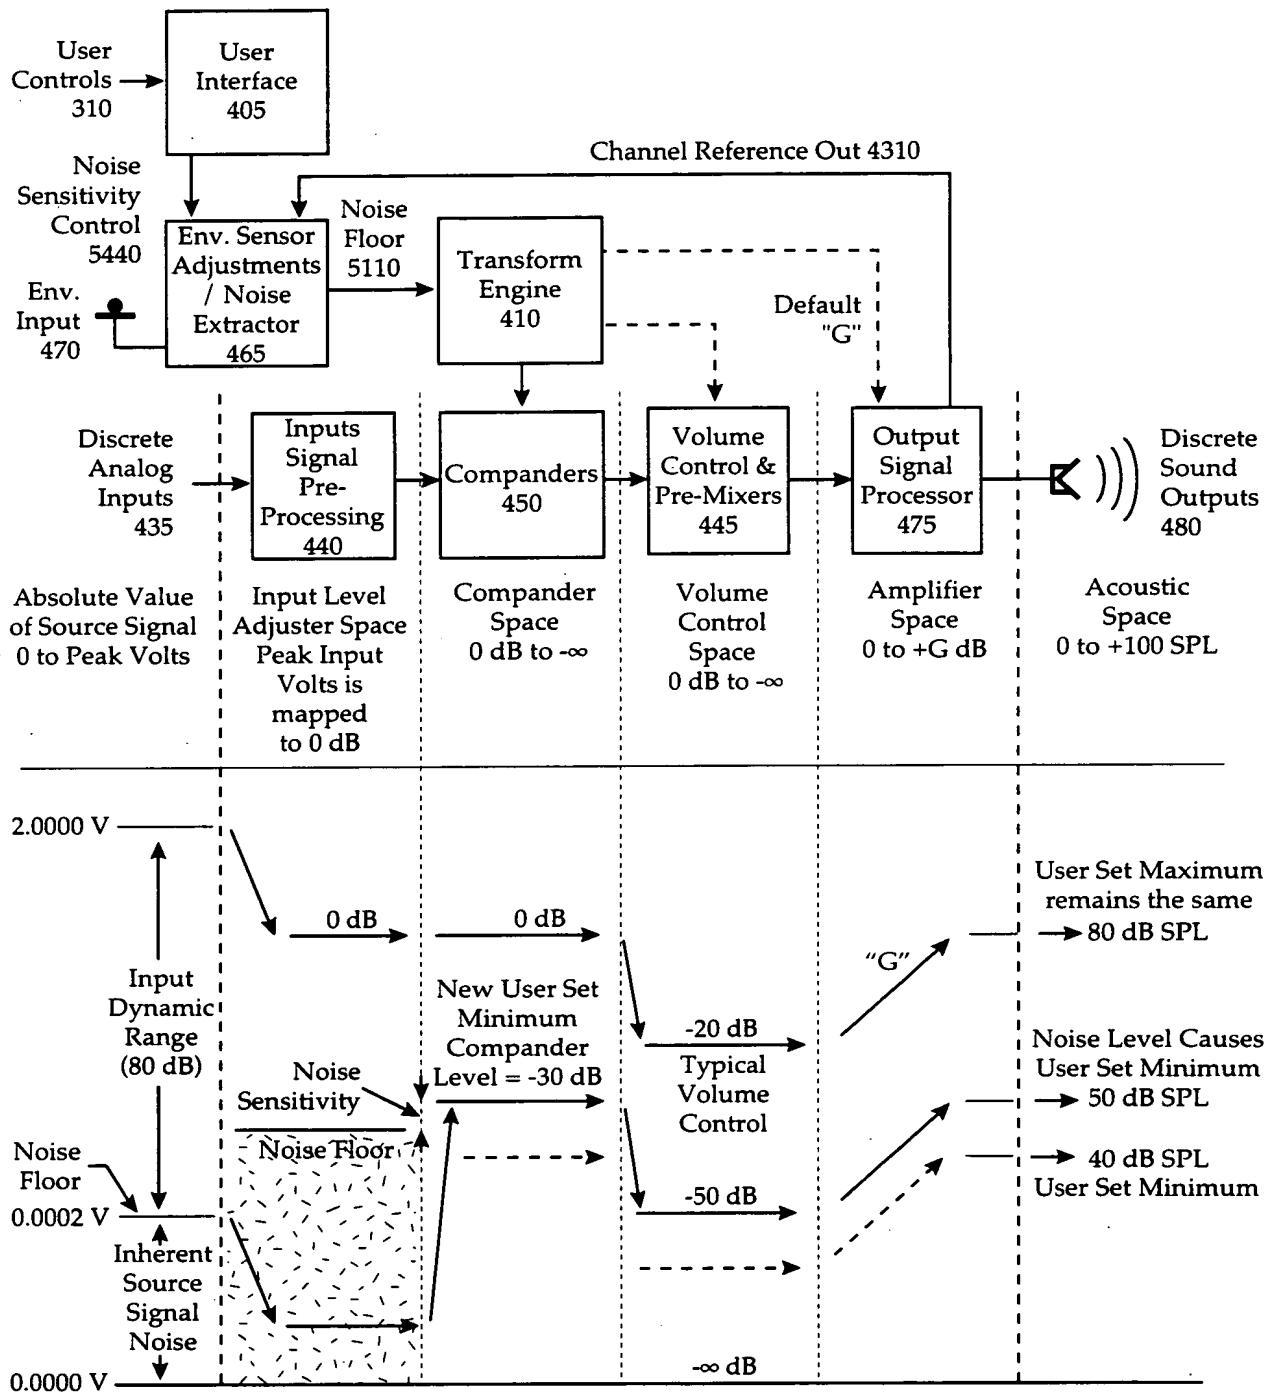 User
Controls
310
User
Interface
405
Noise
Sensitivity
Control
5440
Channel Reference Out 4310
Env.
Input
470
Env. Sensor
Adjustments
/ Noise
Extractor
465
Noise
Floor
5110
Transform
Engine
410
Default
"G"
Discrete
Analog
Inputs
435
Inputs
Signal
Pre-
Processing
440
Companders
450
Volume
Control &
Pre-Mixers
445
Output
Signal
Processor
475
Discrete
Sound
Outputs
480
Absolute Value
of Source Signal
0 to Peak Volts
Input Level
Adjuster Space
Peak Input
Volts is
mapped
to 0 dB
Compander
Space
0 dB to -∞
Volume
Control
Space
0 dB to -∞
Amplifier
Space
0 to +G dB
Acoustic
Space
0 to +100 SPL
2.0000 V
Input
Dynamic
Range
(80 dB)
Noise
Floor
0.0002 V
Inherent
Source
Signal
Noise
0.0000 V
0 dB
Noise
Sensitivity
Noise Floor
0 dB
New User Set
Minimum
Compander
Level = -30 dB
-20 dB
Typical
Volume
Control
-50 dB
-∞ dB
"G"
User Set Maximum
remains the same
80 dB SPL
Noise Level Causes
User Set Minimum
50 dB SPL
40 dB SPL
User Set Minimum